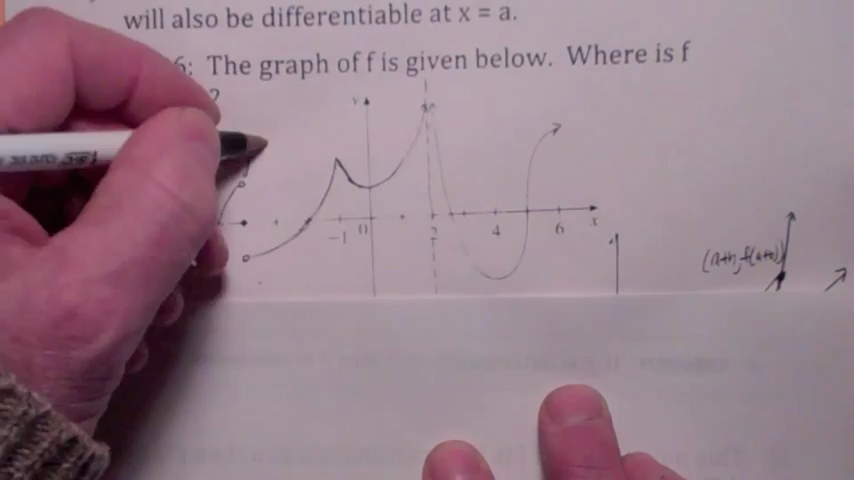 will also be differentiable at x = a.
6: The graph of f is given below. Where is f
?
y
-1 0 2 4 6 x
(a+h, f(a+h))